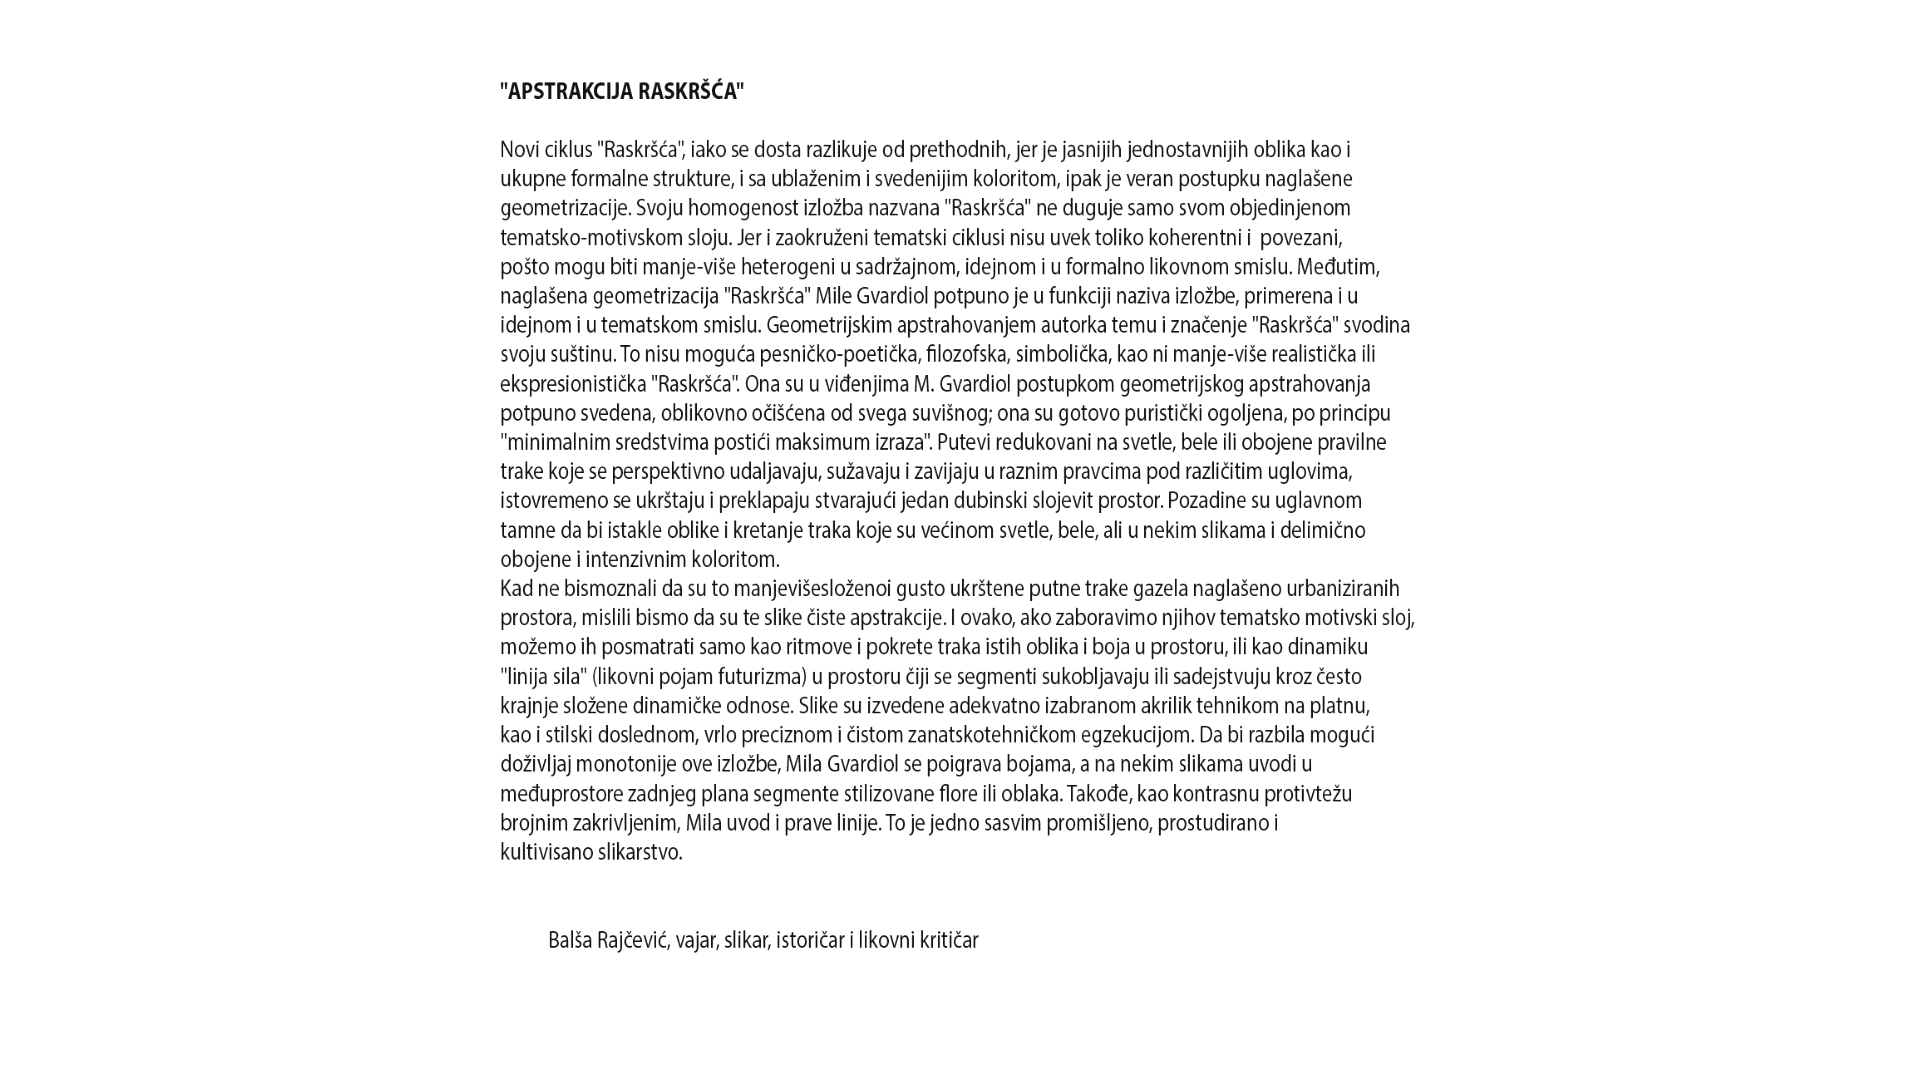 "APSTRAKCIJA RASKRŠĆA"
Novi ciklus "Raskršća", iako se dosta razlikuje od prethodnih, jer je jasnijih jednostavnijih oblika kao i
ukupne formalne strukture, i sa ublaženim i svedenijim koloritom, ipak je veran postupku naglašene
geometrizacije. Svoju homogenost izložba nazvana "Raskršća" ne duguje samo svom objedinjenom
tematsko-motivskom sloju. Jer i zaokruženi tematski ciklusi nisu uvek toliko koherentni i  povezani,
pošto mogu biti manje-više heterogeni u sadržajnom, idejnom i u formalno likovnom smislu. Međutim,
naglašena geometrizacija "Raskršća" Mile Gvardiol potpuno je u funkciji naziva izložbe, primerena i u
idejnom i u tematskom smislu. Geometrijskim apstrahovanjem autorka temu i značenje "Raskršća" svodina
svoju suštinu. To nisu moguća pesničko-poetička, filozofska, simbolička, kao ni manje-više realistička ili
ekspresionistička "Raskršća". Ona su u viđenjima M. Gvardiol postupkom geometrijskog apstrahovanja
potpuno svedena, oblikovno očišćena od svega suvišnog; ona su gotovo puristički ogoljena, po principu
"minimalnim sredstvima postići maksimum izraza". Putevi redukovani na svetle, bele ili obojene pravilne
trake koje se perspektivno udaljavaju, sužavaju i zavijaju u raznim pravcima pod različitim uglovima,
istovremeno se ukrštaju i preklapaju stvarajući jedan dubinski slojevit prostor. Pozadine su uglavnom
tamne da bi istakle oblike i kretanje traka koje su većinom svetle, bele, ali u nekim slikama i delimično
obojene i intenzivnim koloritom.
Kad ne bismoznali da su to manjevišesloženoi gusto ukrštene putne trake gazela naglašeno urbaniziranih
prostora, mislili bismo da su te slike čiste apstrakcije. I ovako, ako zaboravimo njihov tematsko motivski sloj,
možemo ih posmatrati samo kao ritmove i pokrete traka istih oblika i boja u prostoru, ili kao dinamiku
"linija sila" (likovni pojam futurizma) u prostoru čiji se segmenti sukobljavaju ili sadejstvuju kroz često
krajnje složene dinamičke odnose. Slike su izvedene adekvatno izabranom akrilik tehnikom na platnu,
kao i stilski doslednom, vrlo preciznom i čistom zanatskotehničkom egzekucijom. Da bi razbila mogući
doživljaj monotonije ove izložbe, Mila Gvardiol se poigrava bojama, a na nekim slikama uvodi u
međuprostore zadnjeg plana segmente stilizovane flore ili oblaka. Takođe, kao kontrasnu protivtežu
brojnim zakrivljenim, Mila uvod i prave linije. To je jedno sasvim promišljeno, prostudirano i
kultivisano slikarstvo.
Balša Rajčević, vajar, slikar, istoričar i likovni kritičar